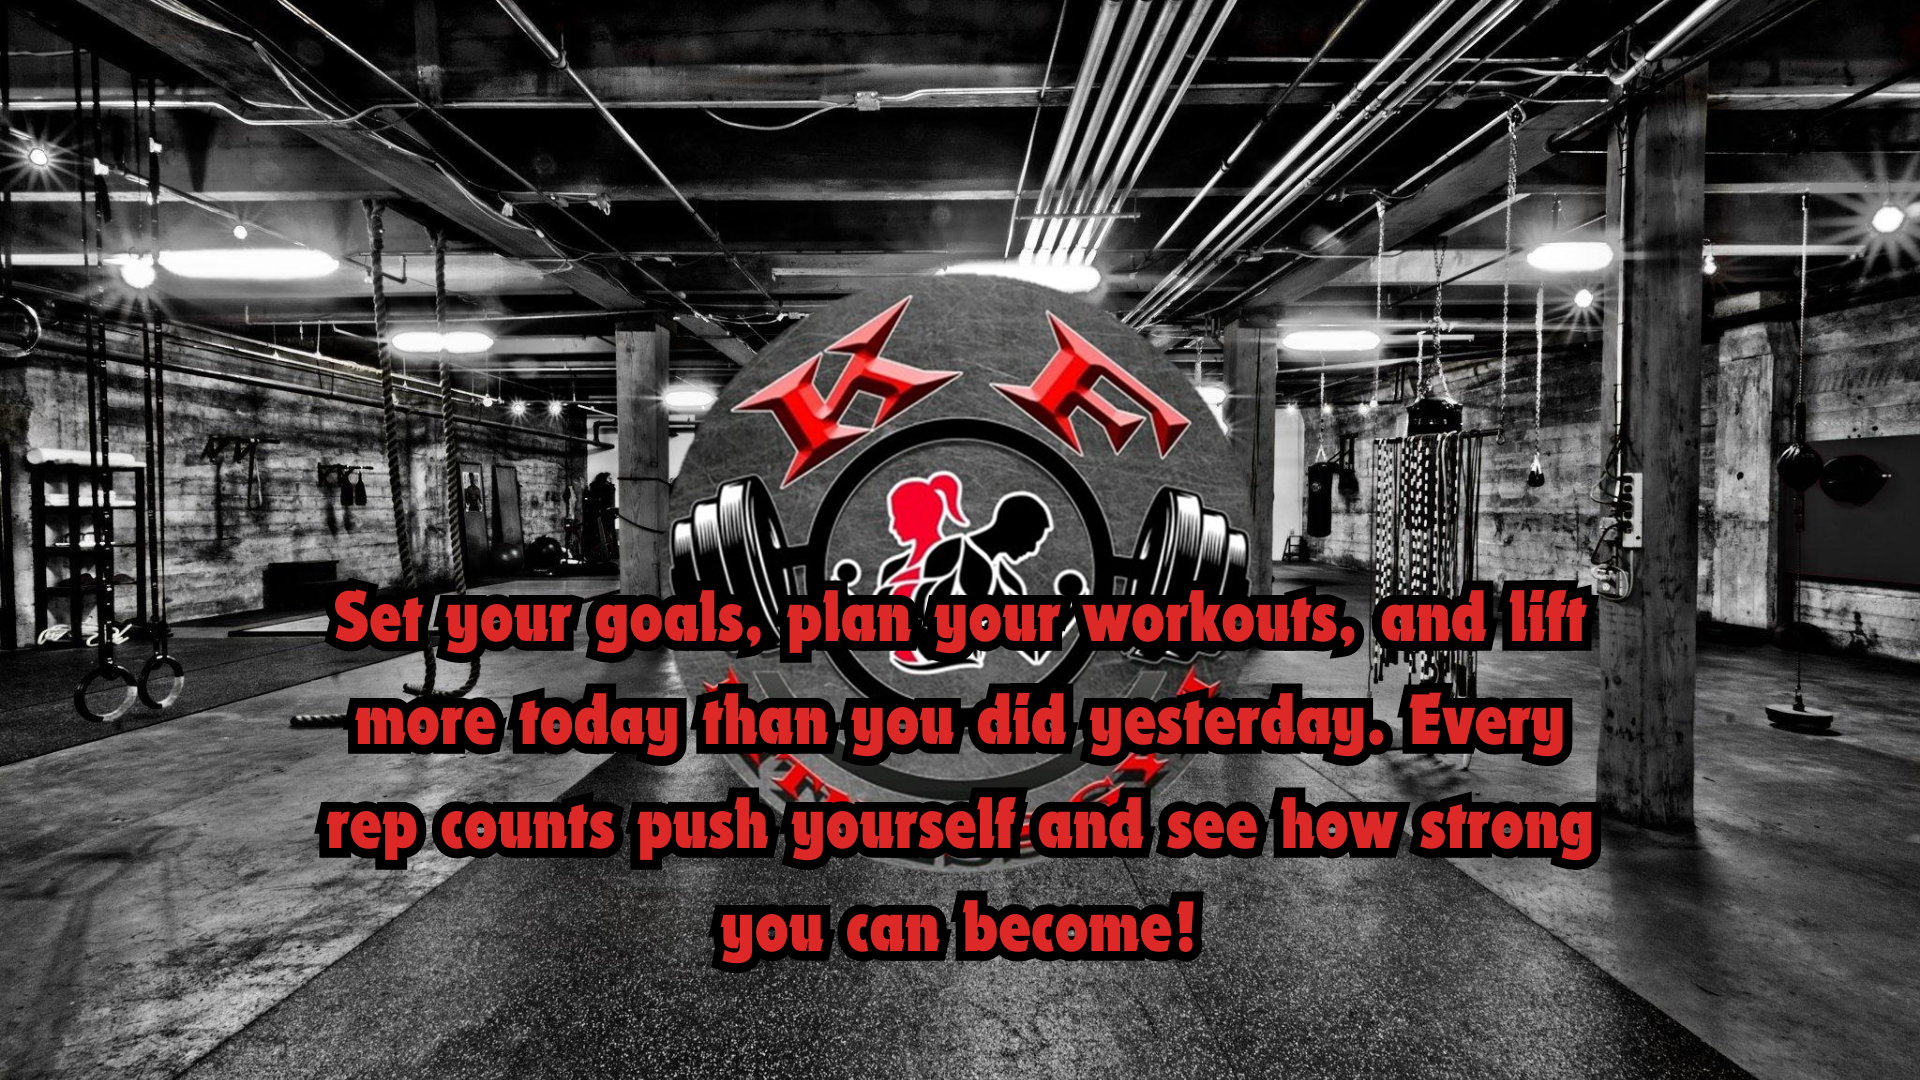 K E
Set your goals, plan your workouts, and lift
more today than you did yesterday. Every
rep counts push yourself and see how strong
you can become!